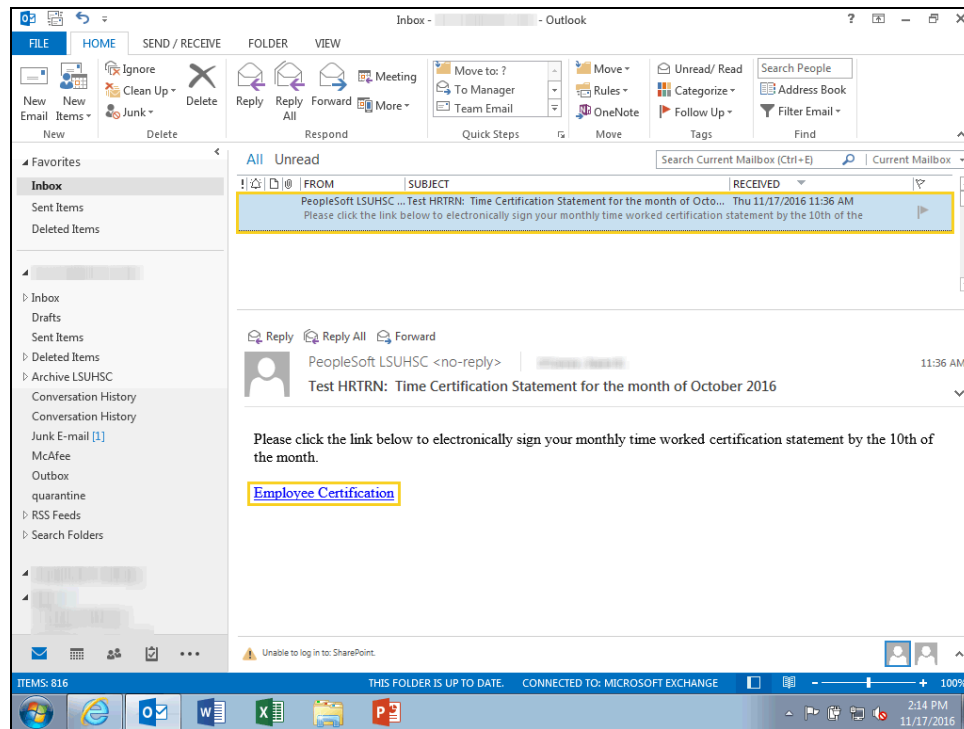 Inbox - - Outlook
FILE HOME SEND / RECEIVE FOLDER VIEW
New Email
New Items
Ignore
Clean Up
Junk
Delete
Reply
Reply All
Forward
Meeting
More
Move to: ?
To Manager
Team Email
Move
Rules
OneNote
Unread/ Read
Categorize
Follow Up
Search People
Address Book
Filter Email
New Delete Respond Quick Steps Move Tags Find
Favorites
Inbox
Sent Items
Deleted Items
Inbox
Drafts
Sent Items
Deleted Items
Archive LSUHSC
Conversation History
Conversation History
Junk E-mail [1]
McAfee
Outbox
quarantine
RSS Feeds
Search Folders
All Unread
Search Current Mailbox (Ctrl+E) Current Mailbox
FROM SUBJECT RECEIVED
PeopleSoft LSUHSC ... Test HRTRN: Time Certification Statement for the month of Octo... Thu 11/17/2016 11:36 AM
Please click the link below to electronically sign your monthly time worked certification statement by the 10th of the
Reply Reply All Forward
PeopleSoft LSUHSC <no-reply>
11:36 AM
Test HRTRN: Time Certification Statement for the month of October 2016
Please click the link below to electronically sign your monthly time worked certification statement by the 10th of
the month.
Employee Certification
Unable to log in to: SharePoint.
ITEMS: 816 THIS FOLDER IS UP TO DATE. CONNECTED TO: MICROSOFT EXCHANGE 100%
2:14 PM
11/17/2016